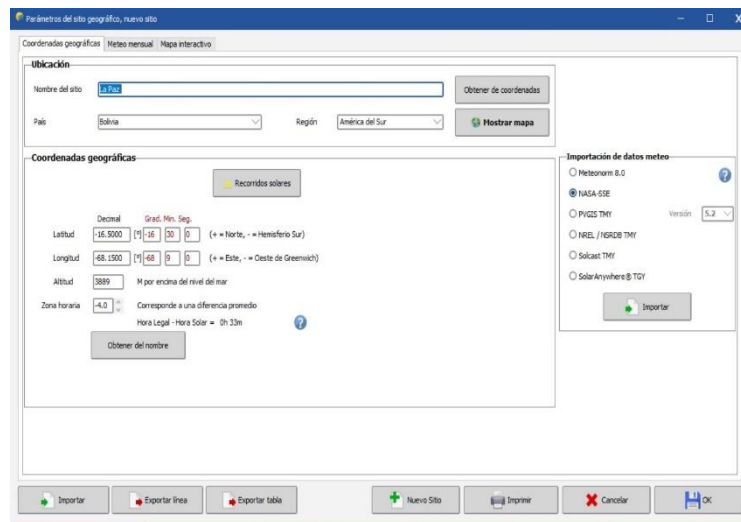 Parámetros del sito geográfico, nuevo sito
Coordenadas geográficas Meteo mensual Mapa interactivo
Ubicación
Nombre del sitio La Paz Obtener de coordenadas
País Bolivia Región América del Sur Mostrar mapa
Coordenadas geográficas
Recorridos solares
Decimal Grad. Min. Seg.
Latitud -16.5000 [°] -16 30 0 (+ = Norte, - = Hemisferio Sur)
Longitud -68.1500 [°] -68 9 0 (+ = Este, - = Oeste de Greenwich)
Altitud 3889 M por encima del nivel del mar
Zona horaria -4.0 Corresponde a una diferencia promedio
Hora Legal - Hora Solar = 0h 33m
Obtener del nombre
Importación de datos meteo
Meteonorm 8.0
NASA-SSE
PVGIS TMY Versión 5.2
NREL / NSRDB TMY
Solcast TMY
SolarAnywhere® TGY
Importar
Importar Exportar línea Exportar tabla Nuevo Sitio Imprimir Cancelar OK